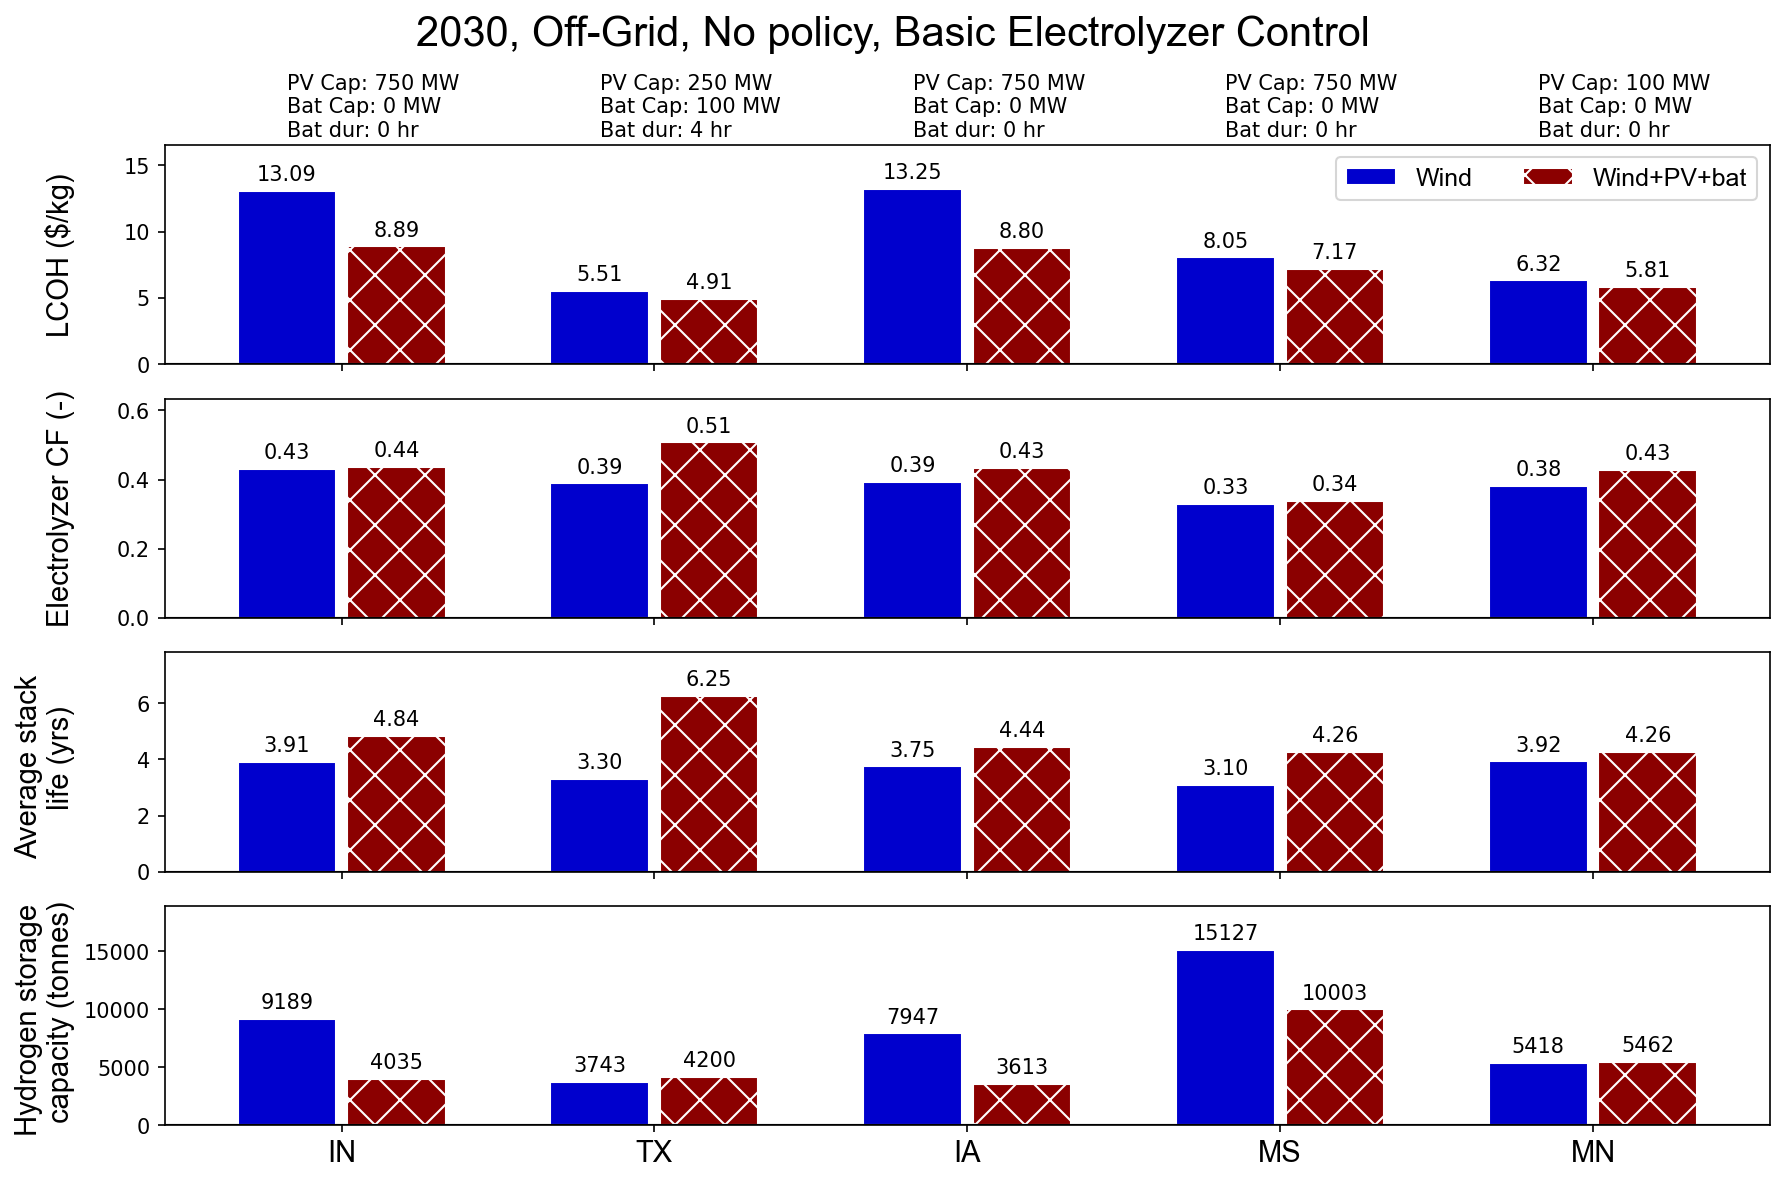 2030, Off-Grid, No policy, Basic Electrolyzer Control
PV Cap: 750 MW
Bat Cap: 0 MW
Bat dur: 0 hr
PV Cap: 250 MW
Bat Cap: 100 MW
Bat dur: 4 hr
PV Cap: 750 MW
Bat Cap: 0 MW
Bat dur: 0 hr
PV Cap: 750 MW
Bat Cap: 0 MW
Bat dur: 0 hr
PV Cap: 100 MW
Bat Cap: 0 MW
Bat dur: 0 hr
LCOH ($/kg)
15
10
5
0
Wind
Wind+PV+bat
13.09
8.89
5.51
4.91
13.25
8.80
8.05
7.17
6.32
5.81
Electrolyzer CF (-)
0.6
0.4
0.2
0.0
0.43
0.44
0.39
0.51
0.39
0.43
0.33
0.34
0.38
0.43
Average stack
life (yrs)
6
4
2
0
3.91
4.84
3.30
6.25
3.75
4.44
3.10
4.26
3.92
4.26
Hydrogen storage
capacity (tonnes)
15000
10000
5000
0
9189
4035
3743
4200
7947
3613
15127
10003
5418
5462
IN
TX
IA
MS
MN